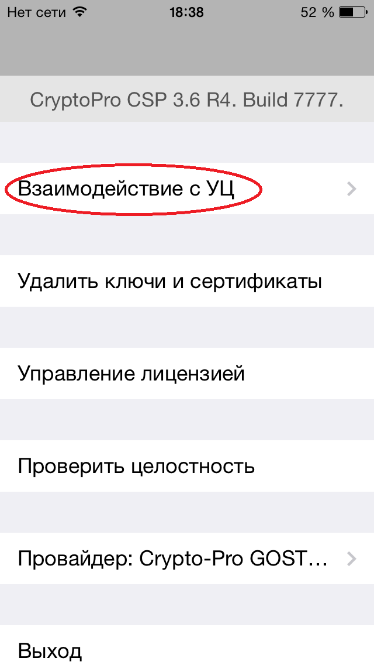 Нет сети 18:38 52 %
CryptoPro CSP 3.6 R4. Build 7777.
Взаимодействие с УЦ
Удалить ключи и сертификаты
Управление лицензией
Проверить целостность
Провайдер: Crypto-Pro GOST...
Выход